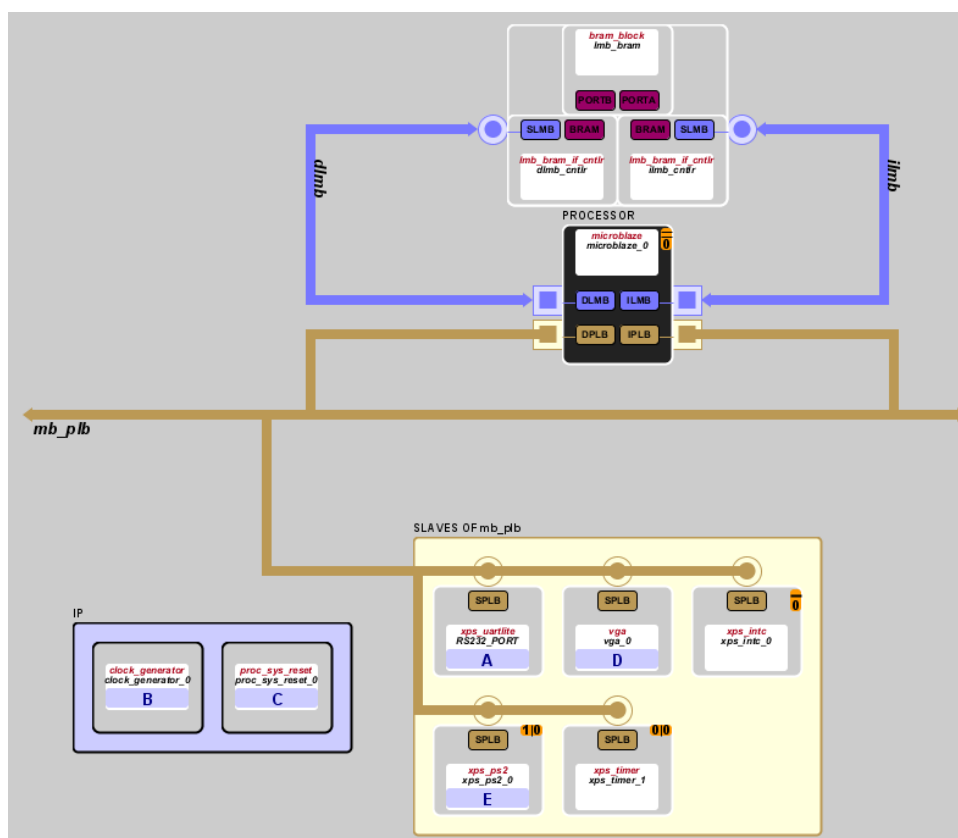 bram_block
lmb_bram
PORTB PORTA
SLMB BRAM BRAM SLMB
dlmb
ilmb
lmb_bram_if_cntlr lmb_bram_if_cntlr
dlmb_cntlr ilmb_cntlr
PROCESSOR
microblaze
microblaze_0
0
DLMB ILMB
DPLB IPLB
mb_plb
SLAVES OF mb_plb
SPLB SPLB SPLB
0
xps_uartlite vga xps_intc
RS232_PORT vga_0 xps_intc_0
A D
IP
clock_generator proc_sys_reset
clock_generator_0 proc_sys_reset_0
B C
1|0 0|0
SPLB SPLB
xps_ps2 xps_timer
xps_ps2_0 xps_timer_1
E